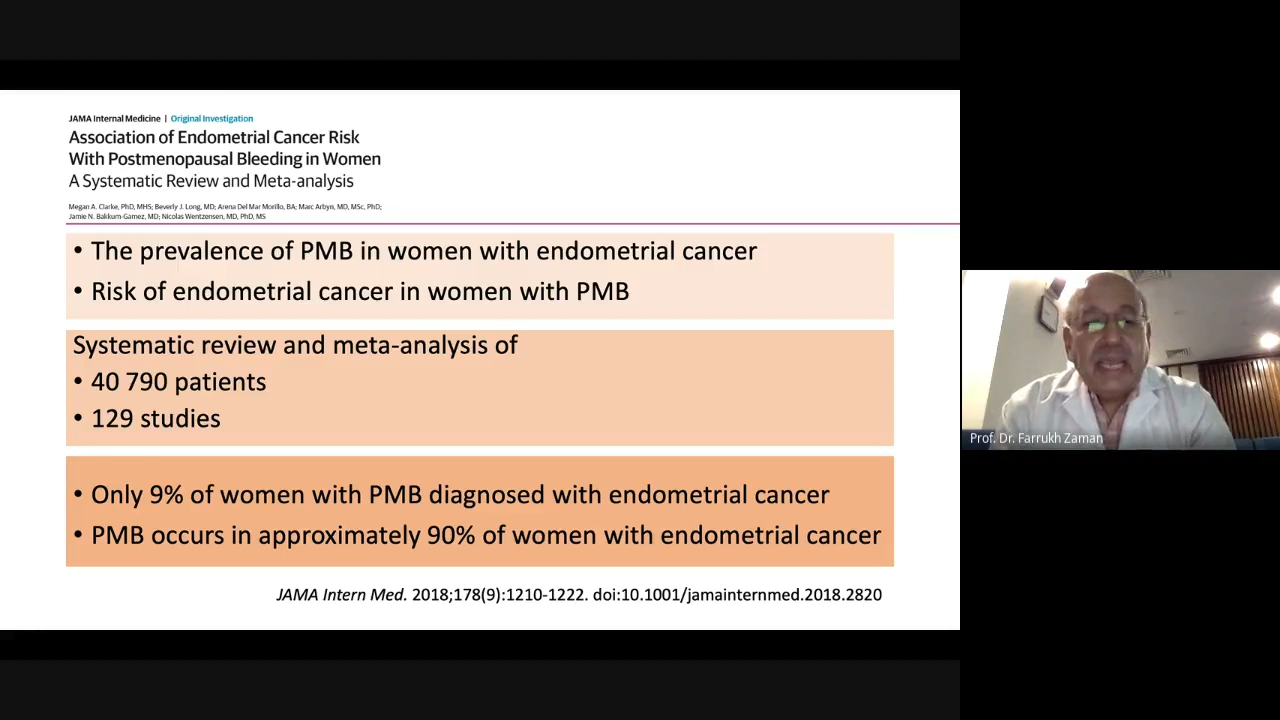 JAMA Internal Medicine | Original Investigation
Association of Endometrial Cancer Risk
With Postmenopausal Bleeding in Women
A Systematic Review and Meta-analysis
Megan A. Clarke, PhD, MHS; Beverly J. Long, MD; Arena Del Mar Morillo, BA; Marc Arbyn, MD, MSc, PhD;
Jamie N. Bakkum-Gamez, MD; Nicolas Wentzensen, MD, PhD, MS
• The prevalence of PMB in women with endometrial cancer
• Risk of endometrial cancer in women with PMB
Systematic review and meta-analysis of
• 40 790 patients
• 129 studies
• Only 9% of women with PMB diagnosed with endometrial cancer
• PMB occurs in approximately 90% of women with endometrial cancer
JAMA Intern Med. 2018;178(9):1210-1222. doi:10.1001/jamainternmed.2018.2820
Prof. Dr. Farrukh Zaman